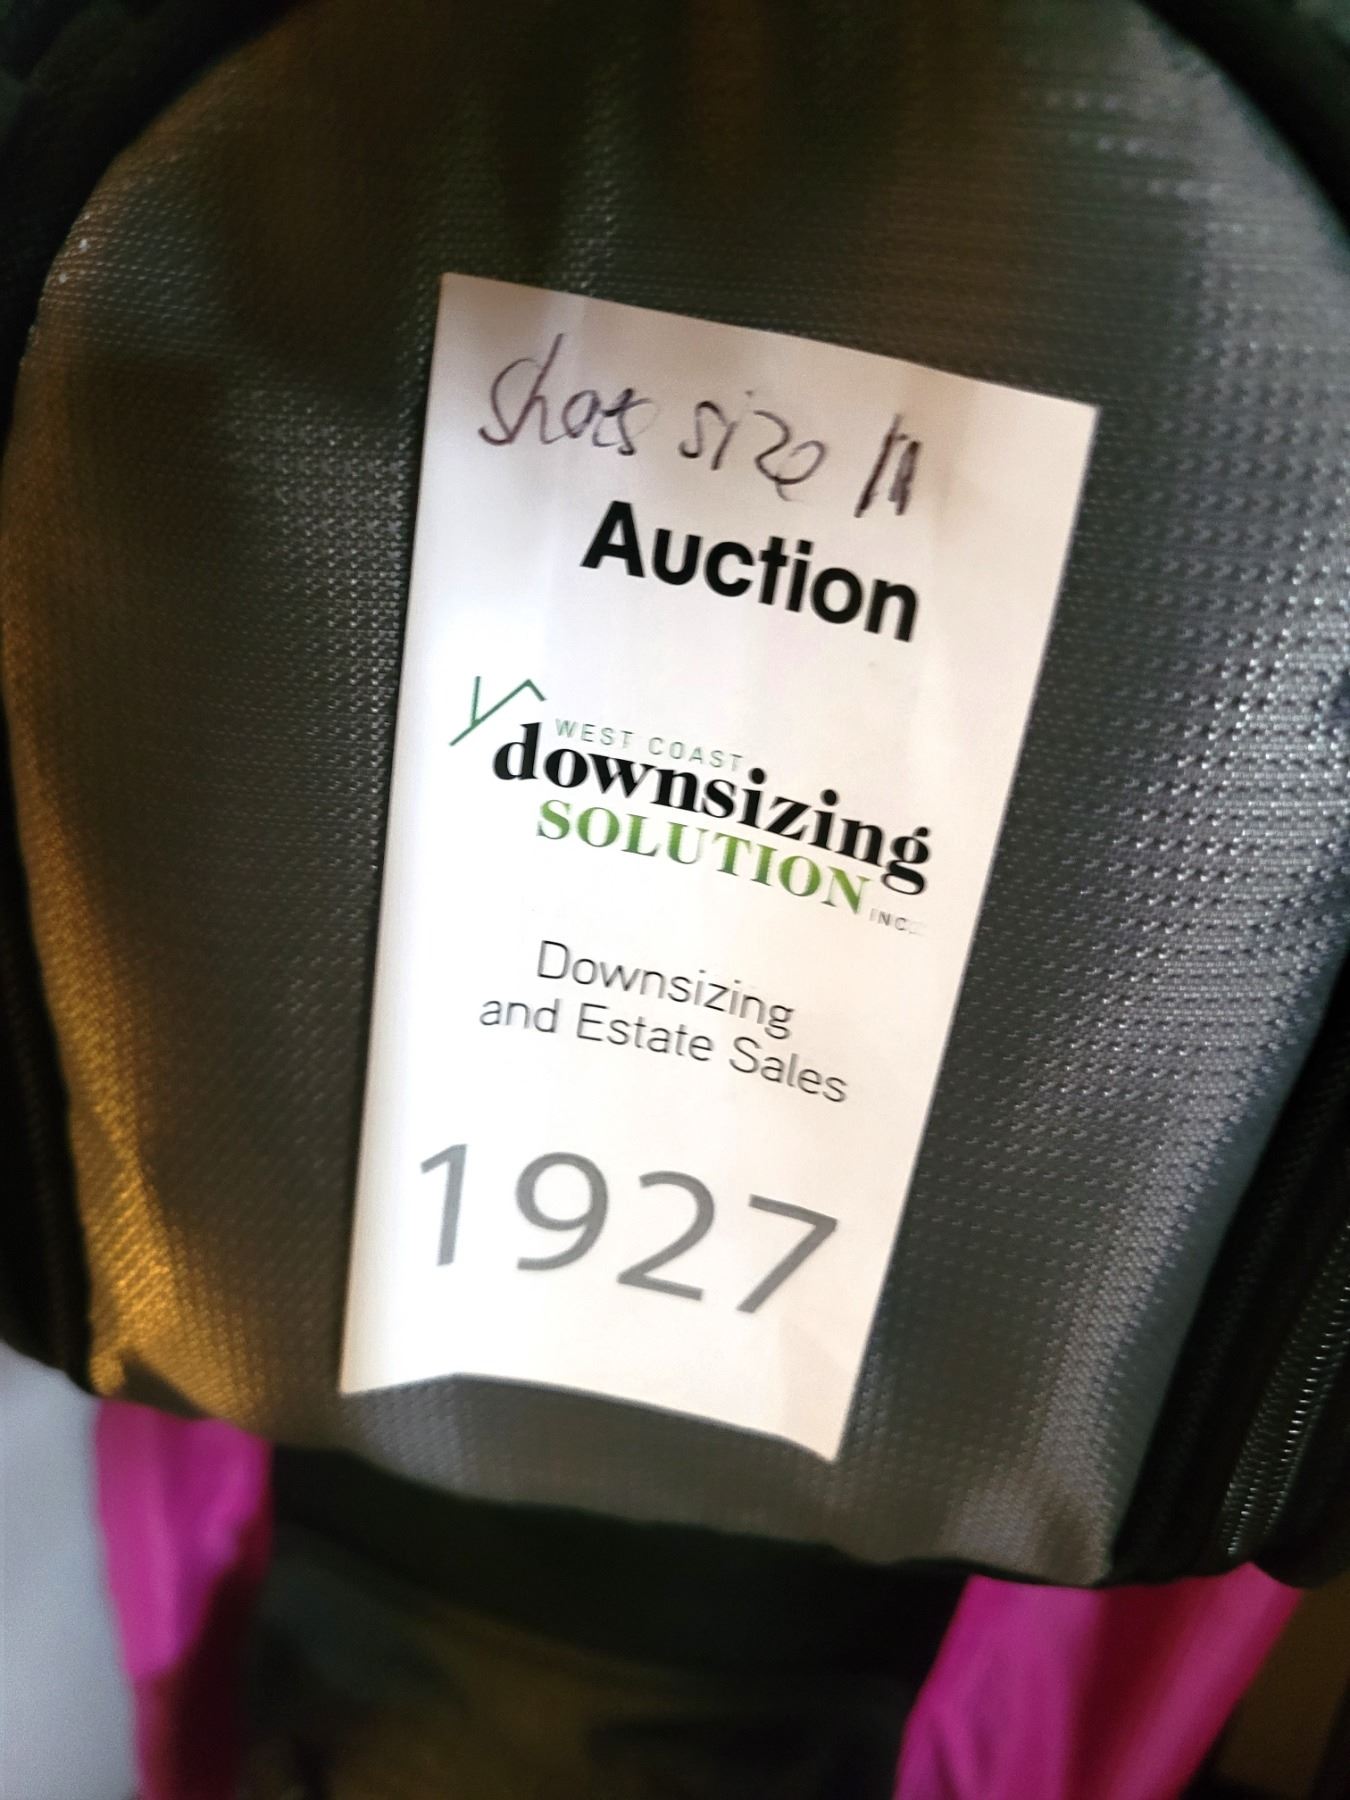 shoes size 11
Auction
WEST COAST
downsizing
SOLUTION INC.
Downsizing
and Estate Sales
1927